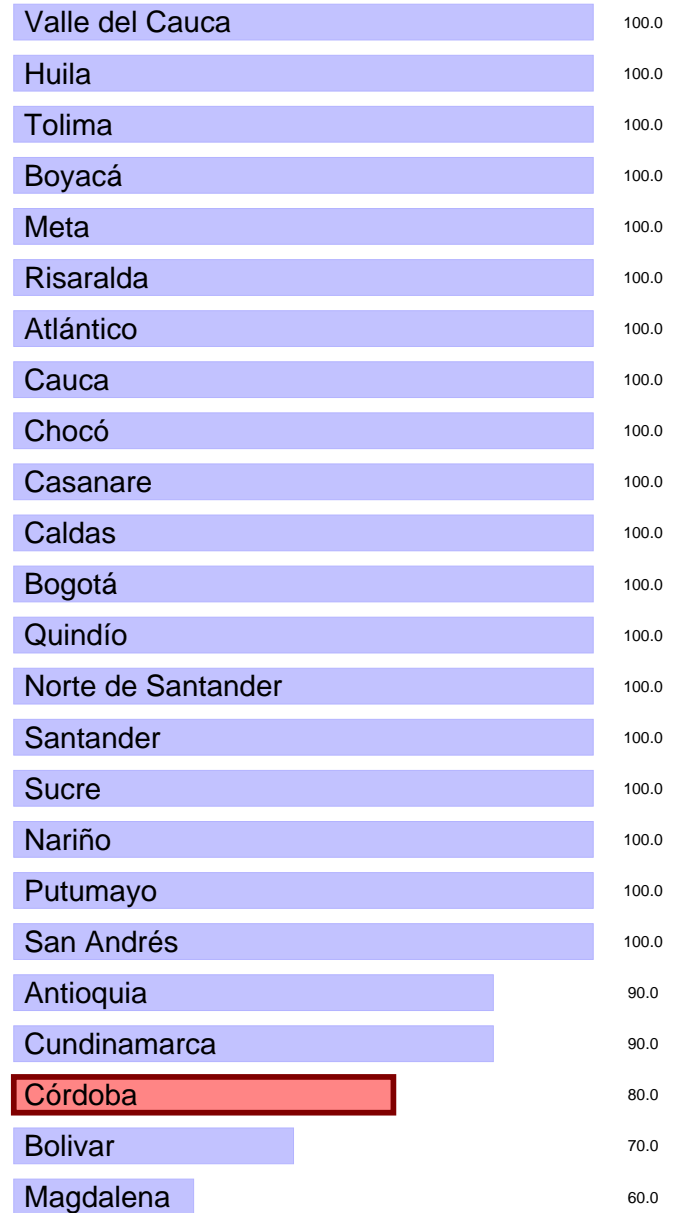 Valle del Cauca 100.0
Huila 100.0
Tolima 100.0
Boyacá 100.0
Meta 100.0
Risaralda 100.0
Atlántico 100.0
Cauca 100.0
Chocó 100.0
Casanare 100.0
Caldas 100.0
Bogotá 100.0
Quindío 100.0
Norte de Santander 100.0
Santander 100.0
Sucre 100.0
Nariño 100.0
Putumayo 100.0
San Andrés 100.0
Antioquia 90.0
Cundinamarca 90.0
Córdoba 80.0
Bolivar 70.0
Magdalena 60.0